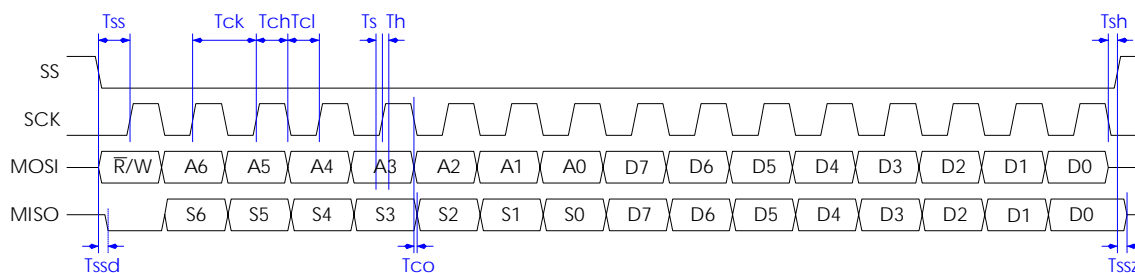 Tss Tck Tch Tcl Ts Th Tsh
SS
SCK
MOSI R̅/W A6 A5 A4 A3 A2 A1 A0 D7 D6 D5 D4 D3 D2 D1 D0
MISO S6 S5 S4 S3 S2 S1 S0 D7 D6 D5 D4 D3 D2 D1 D0
Tssd Tco Tssz